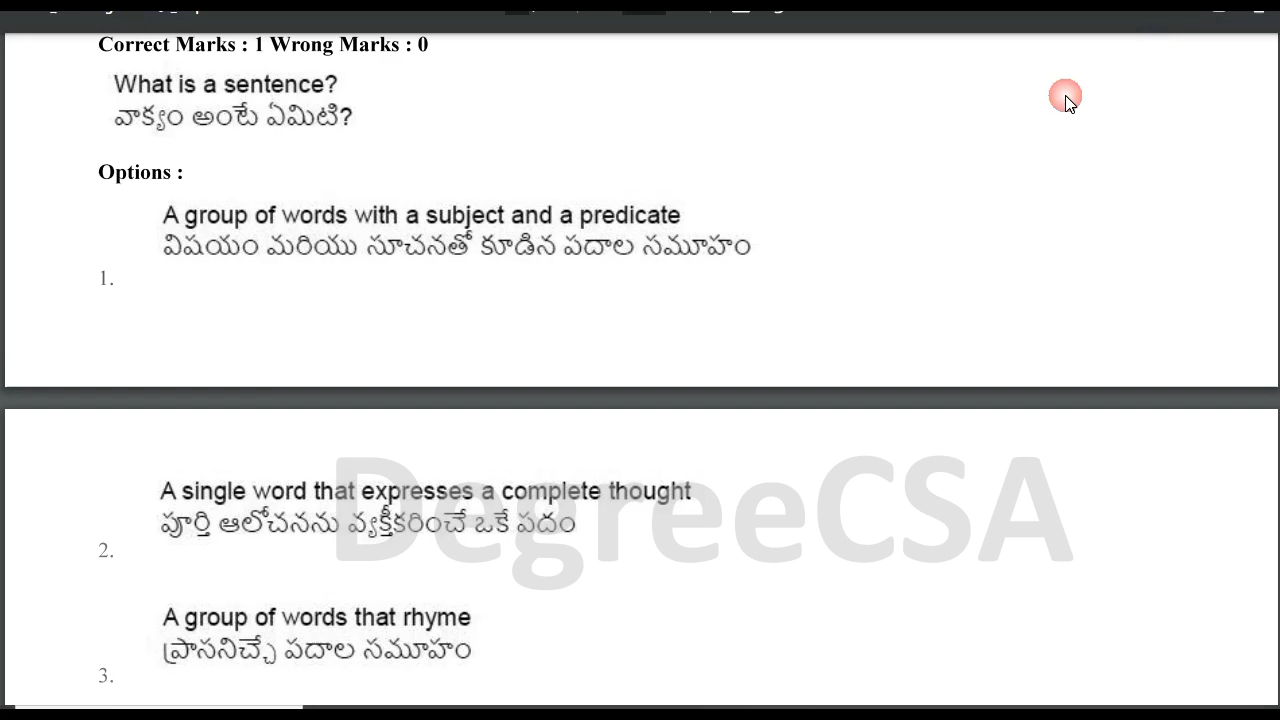 Correct Marks : 1 Wrong Marks : 0
What is a sentence?
వాక్యం అంటే ఏమిటి?
Options :
A group of words with a subject and a predicate
విషయం మరియు సూచనతో కూడిన పదాల సమూహం
1.
DegreeCSA
A single word that expresses a complete thought
పూర్తి ఆలోచనను వ్యక్తీకరించే ఒకే పదం
2.
A group of words that rhyme
ప్రాసనిచ్చే పదాల సమూహం
3.